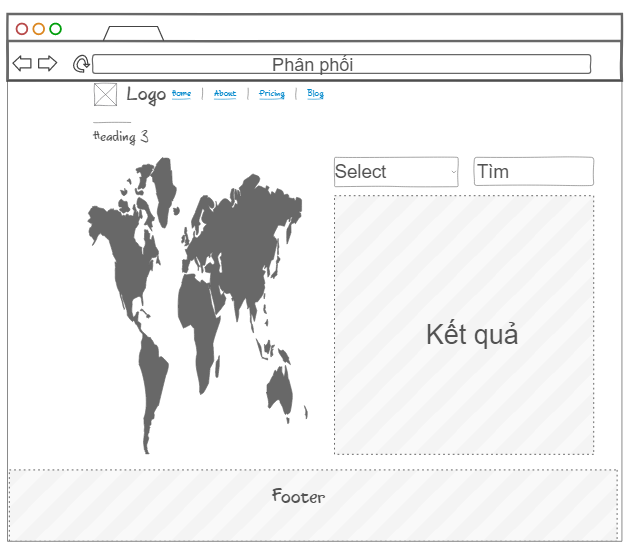 Phân phối
Logo Home | About | Pricing | Blog
Heading 3
Select Tìm
Kết quả
Footer